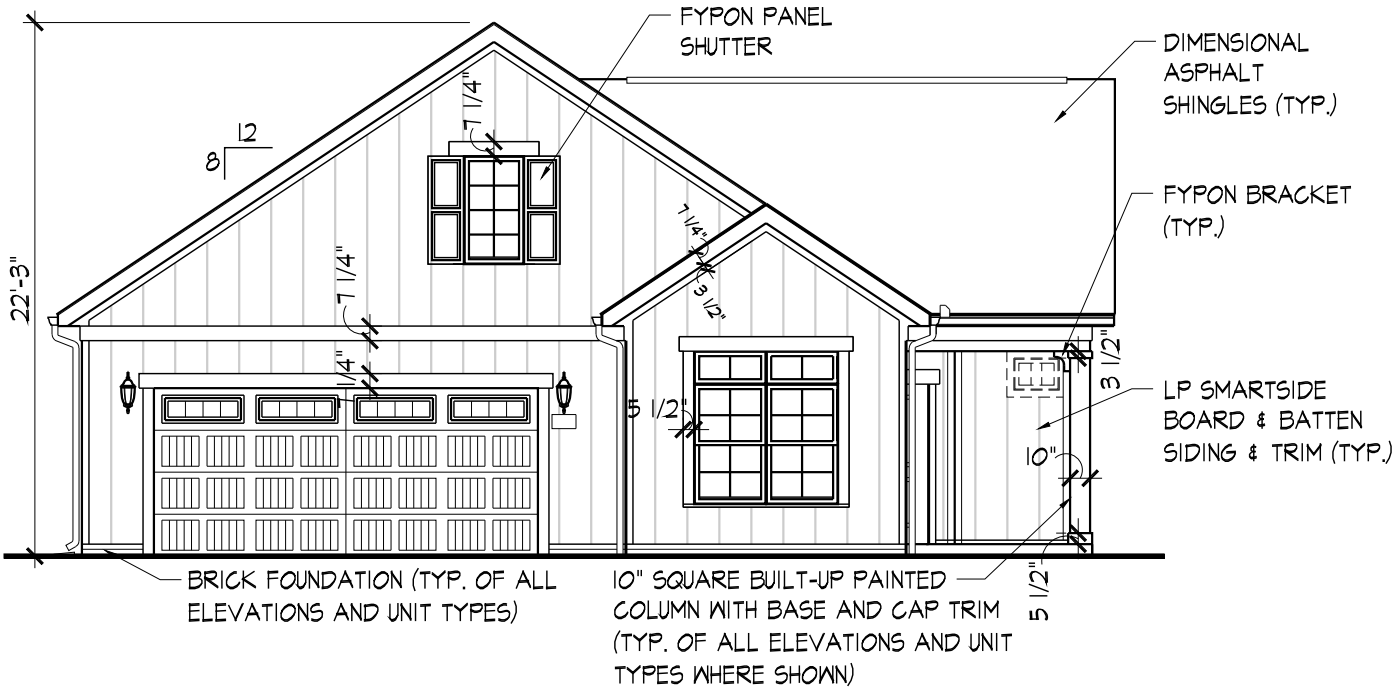 FYPON PANEL
SHUTTER
DIMENSIONAL
ASPHALT
SHINGLES (TYP.)
7 1/4"
12
8
FYPON BRACKET
(TYP.)
7 1/4"
3 1/2"
22'-3"
7 1/4"
7 1/4"
5 1/2"
3 1/2"
LP SMARTSIDE
BOARD & BATTEN
SIDING & TRIM (TYP.)
10"
5 1/2"
BRICK FOUNDATION (TYP. OF ALL
ELEVATIONS AND UNIT TYPES)
10" SQUARE BUILT-UP PAINTED
COLUMN WITH BASE AND CAP TRIM
(TYP. OF ALL ELEVATIONS AND UNIT
TYPES WHERE SHOWN)